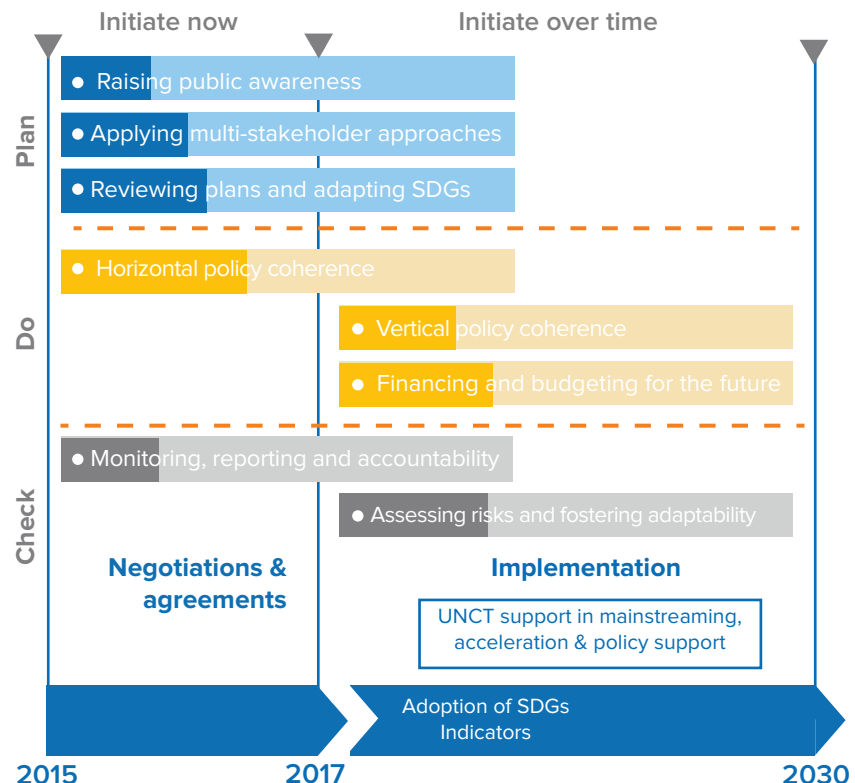 Initiate now
Initiate over time
Plan
Raising public awareness
Applying multi-stakeholder approaches
Reviewing plans and adapting SDGs
Do
Horizontal policy coherence
Vertical policy coherence
Financing and budgeting for the future
Check
Monitoring, reporting and accountability
Assessing risks and fostering adaptability
Negotiations &
agreements
Implementation
UNCT support in mainstreaming,
acceleration & policy support
Adoption of SDGs
Indicators
2015
2017
2030